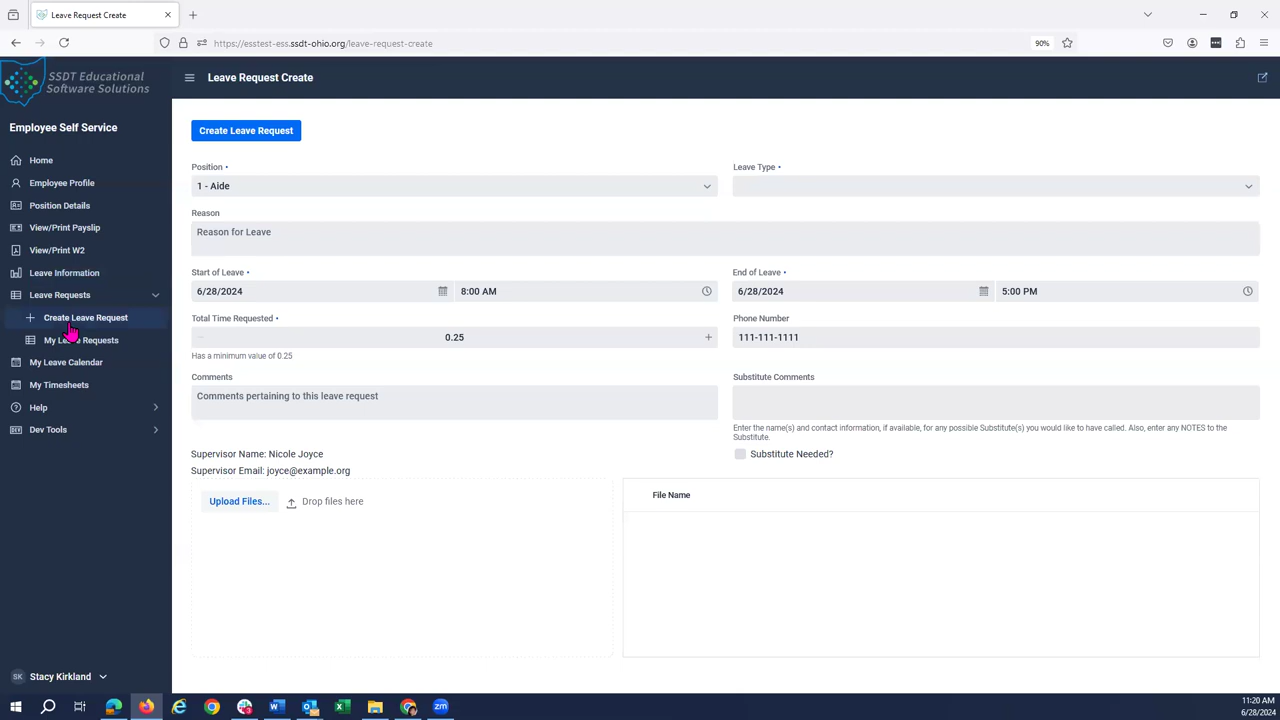 Leave Request Create
https://esstest-ess.ssdt-ohio.org/leave-request-create
90%
SSDT Educational
Software Solutions
Leave Request Create
Employee Self Service
Home
Employee Profile
Position Details
View/Print Payslip
View/Print W2
Leave Information
Leave Requests
Create Leave Request
My Leave Requests
My Leave Calendar
My Timesheets
Help
Dev Tools
SK Stacy Kirkland
Create Leave Request
Position •
Leave Type •
1 - Aide
Reason
Reason for Leave
Start of Leave •
End of Leave •
6/28/2024
8:00 AM
6/28/2024
5:00 PM
Total Time Requested •
Phone Number
0.25
111-111-1111
Has a minimum value of 0.25
Comments
Substitute Comments
Comments pertaining to this leave request
Enter the name(s) and contact information, if available, for any possible Substitute(s) you would like to have called. Also, enter any NOTES to the
Substitute.
Supervisor Name: Nicole Joyce
Substitute Needed?
Supervisor Email: joyce@example.org
Upload Files...
Drop files here
File Name
11:20 AM
6/28/2024